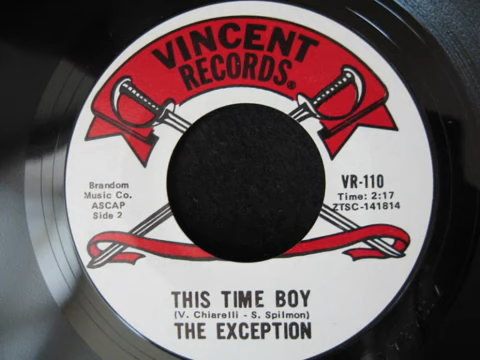 VINCENT
RECORDS®
Brandom
Music Co.
ASCAP
Side 2
VR-110
Time: 2:17
ZTSC-141814
THIS TIME BOY
(V. Chiarelli - S. Spilmon)
THE EXCEPTION